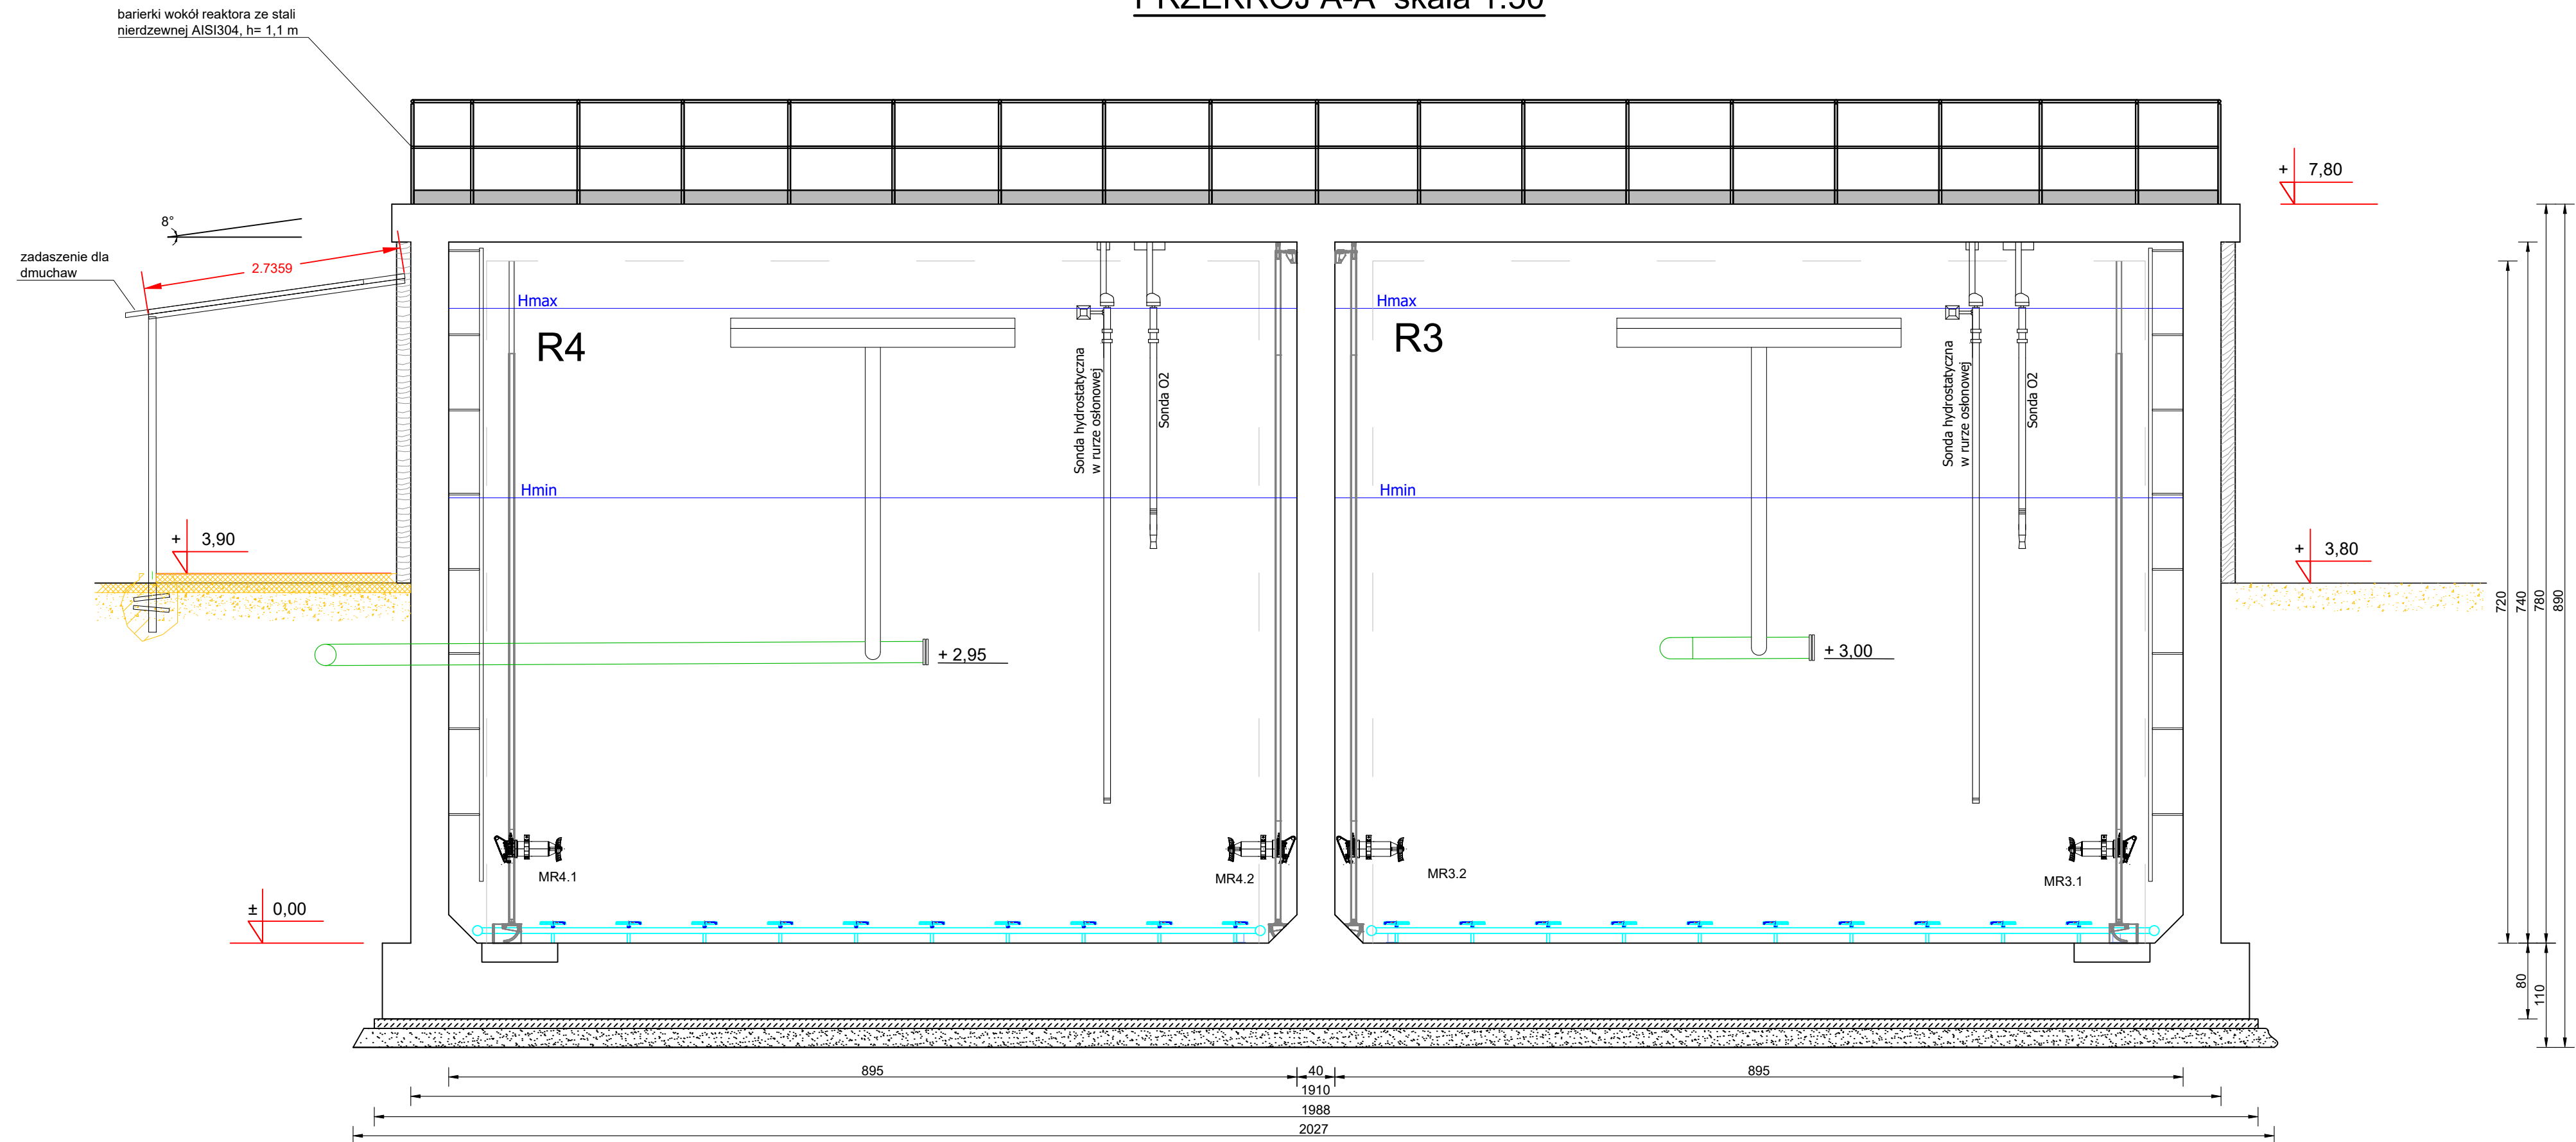 PRZEKRÓJ A-A skala 1:50
barierki wokół reaktora ze stali
nierdzewnej AISI304, h= 1,1 m
+ 7,80
8°
zadaszenie dla
dmuchaw
2.7359
Hmax
R4
Sonda hydrostatyczna
w rurze osłonowej
Sonda O2
Hmax
R3
Sonda hydrostatyczna
w rurze osłonowej
Sonda O2
Hmin
Hmin
+ 3,90
+ 3,80
+ 2,95
+ 3,00
720
740
780
890
MR4.1
MR4.2
MR3.2
MR3.1
± 0,00
80
110
895
40
895
1910
1988
2027